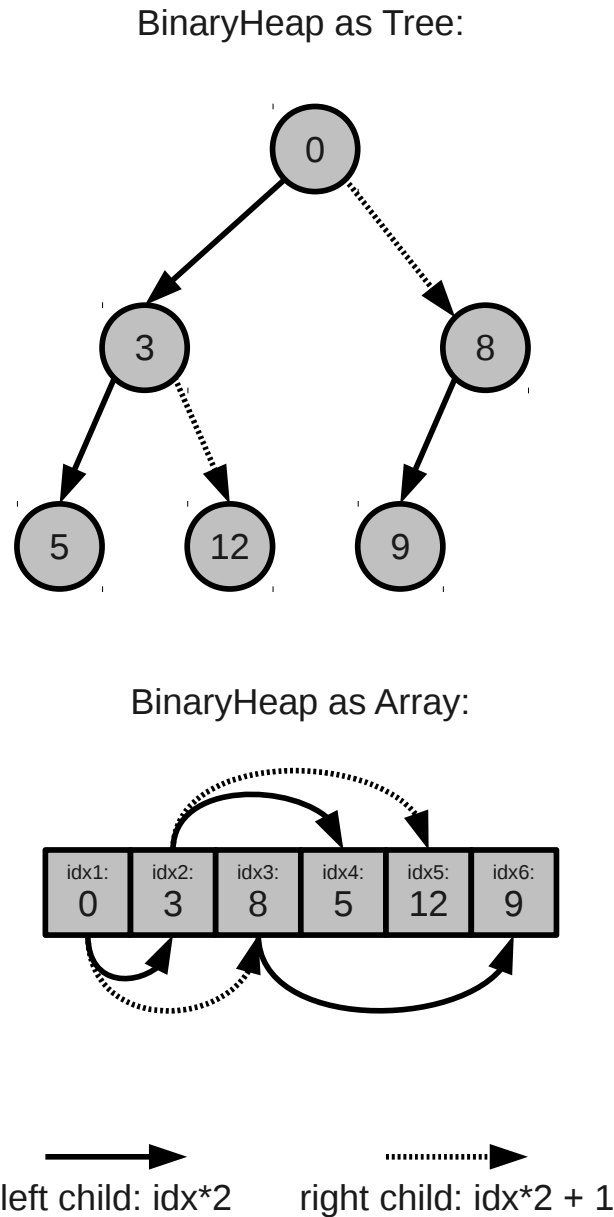 BinaryHeap as Tree:
0
3
8
5
12
9
BinaryHeap as Array:
idx1: idx2: idx3: idx4: idx5: idx6:
0 3 8 5 12 9
left child: idx*2
right child: idx*2 + 1